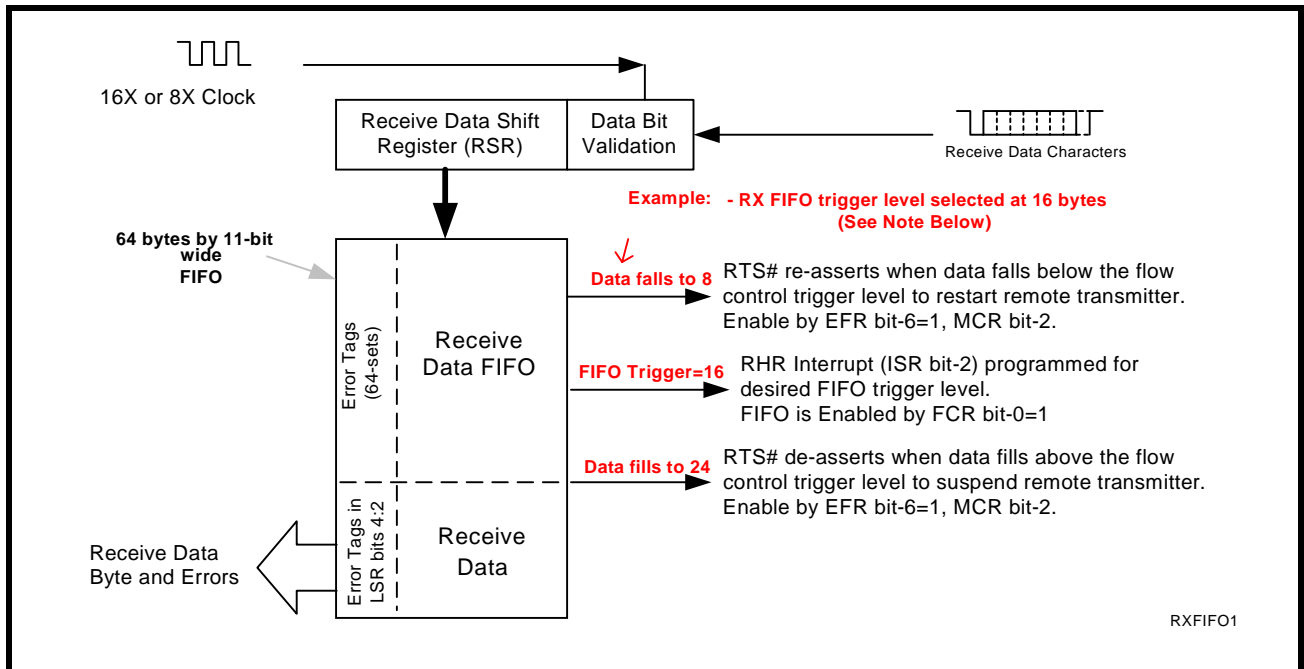 16X or 8X Clock
Receive Data Shift
Register (RSR)
Data Bit
Validation
Receive Data Characters
Example: - RX FIFO trigger level selected at 16 bytes
(See Note Below)
64 bytes by 11-bit
wide
FIFO
Data falls to 8
RTS# re-asserts when data falls below the flow
control trigger level to restart remote transmitter.
Enable by EFR bit-6=1, MCR bit-2.
Error Tags
(64-sets)
Receive
Data FIFO
FIFO Trigger=16
RHR Interrupt (ISR bit-2) programmed for
desired FIFO trigger level.
FIFO is Enabled by FCR bit-0=1
Data fills to 24
RTS# de-asserts when data fills above the flow
control trigger level to suspend remote transmitter.
Enable by EFR bit-6=1, MCR bit-2.
Error Tags in
LSR bits 4:2
Receive
Data
Receive Data
Byte and Errors
RXFIFO1